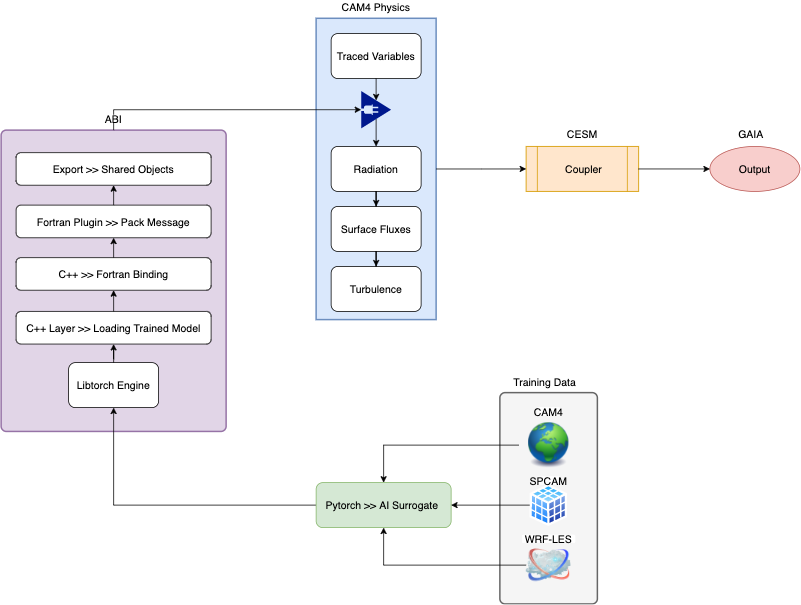 CAM4 Physics
Traced Variables
ABI
CESM
GAIA
Export >> Shared Objects
Radiation
Coupler
Output
Fortran Plugin >> Pack Message
Surface Fluxes
C++ >> Fortran Binding
Turbulence
C++ Layer >> Loading Trained Model
Libtorch Engine
Training Data
CAM4
SPCAM
Pytorch >> AI Surrogate
WRF-LES